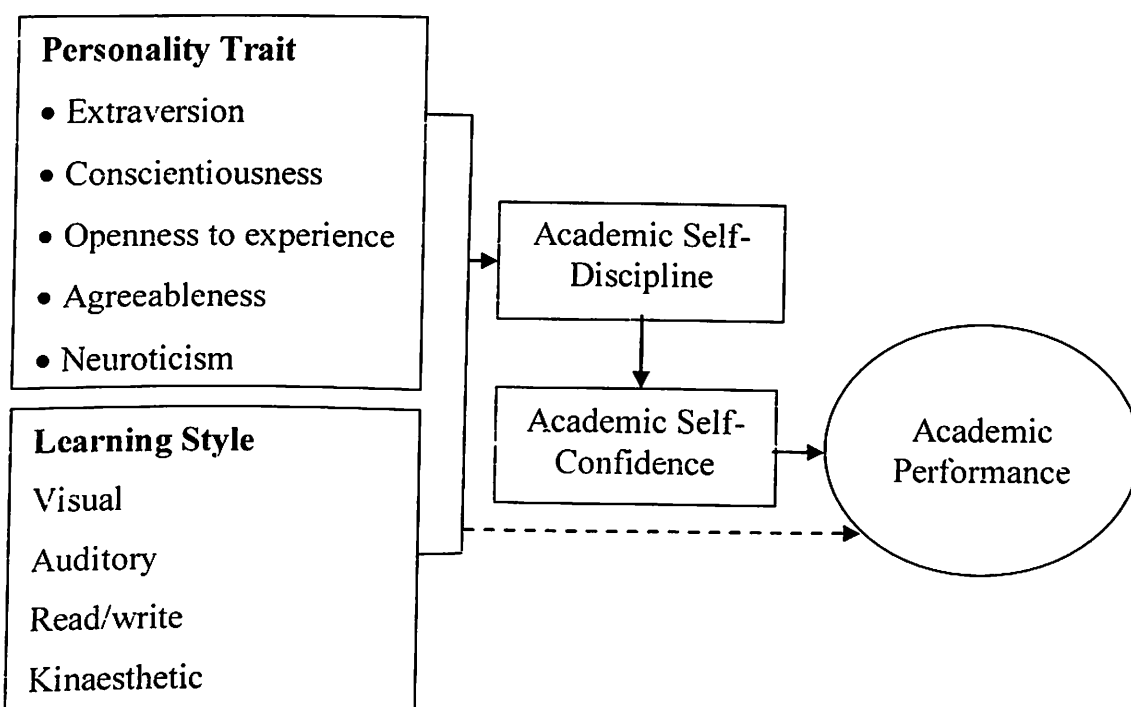 Personality Trait
• Extraversion
• Conscientiousness
• Openness to experience
• Agreeableness
• Neuroticism
Learning Style
Visual
Auditory
Read/write
Kinaesthetic
Academic Self-
Discipline
Academic Self-
Confidence
Academic
Performance